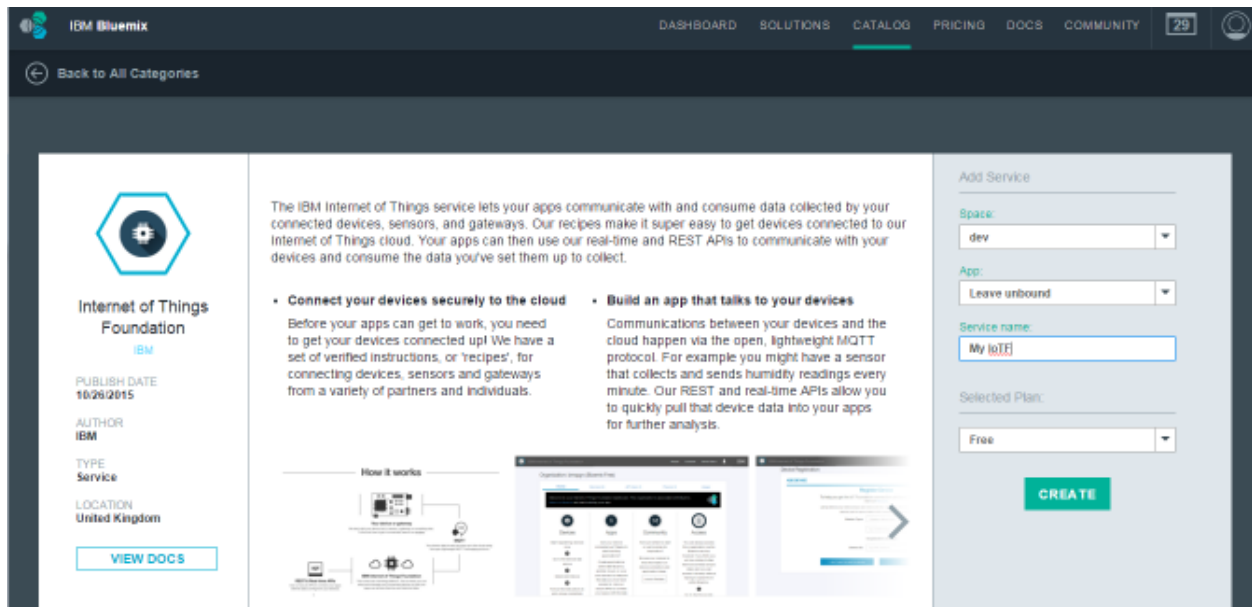 IBM Bluemix
DASHBOARD SOLUTIONS CATALOG PRICING DOCS COMMUNITY 29
Back to All Categories
Internet of Things
Foundation
IBM
PUBLISH DATE
10/26/2015
AUTHOR
IBM
TYPE
Service
LOCATION
United Kingdom
VIEW DOCS
The IBM Internet of Things service lets your apps communicate with and consume data collected by your
connected devices, sensors, and gateways. Our recipes make it super easy to get devices connected to our
Internet of Things cloud. Your apps can then use our real-time and REST APIs to communicate with your
devices and consume the data you've set them up to collect.
• Connect your devices securely to the cloud
Before your apps can get to work, you need
to get your devices connected up! We have a
set of verified instructions, or 'recipes', for
connecting devices, sensors and gateways
from a variety of partners and individuals.
• Build an app that talks to your devices
Communications between your devices and the
cloud happen via the open, lightweight MQTT
protocol. For example you might have a sensor
that collects and sends humidity readings every
minute. Our REST and real-time APIs allow you
to quickly pull that device data into your apps
for further analysis.
How it works
Add Service
Space:
dev
App:
Leave unbound
Service name:
My IoTF
Selected Plan:
Free
CREATE